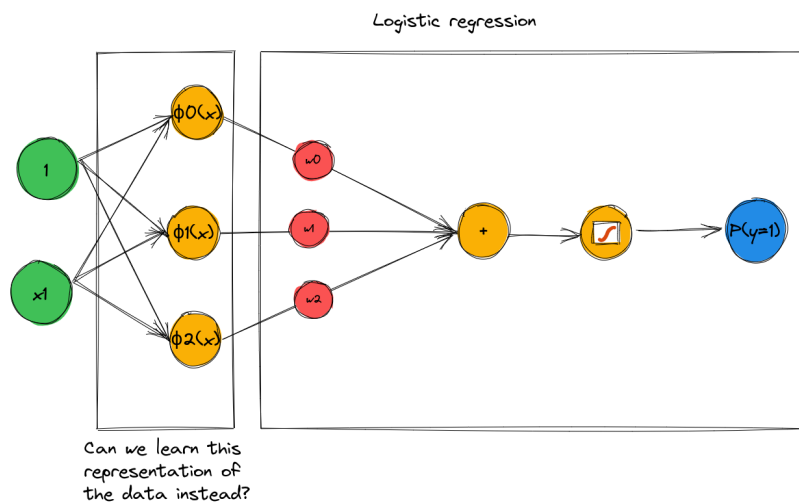 Logistic regression
ϕ0(x)
1
w0
ϕ1(x)
w1
+
P(y=1)
x1
w2
ϕ2(x)
Can we learn this
representation of
the data instead?